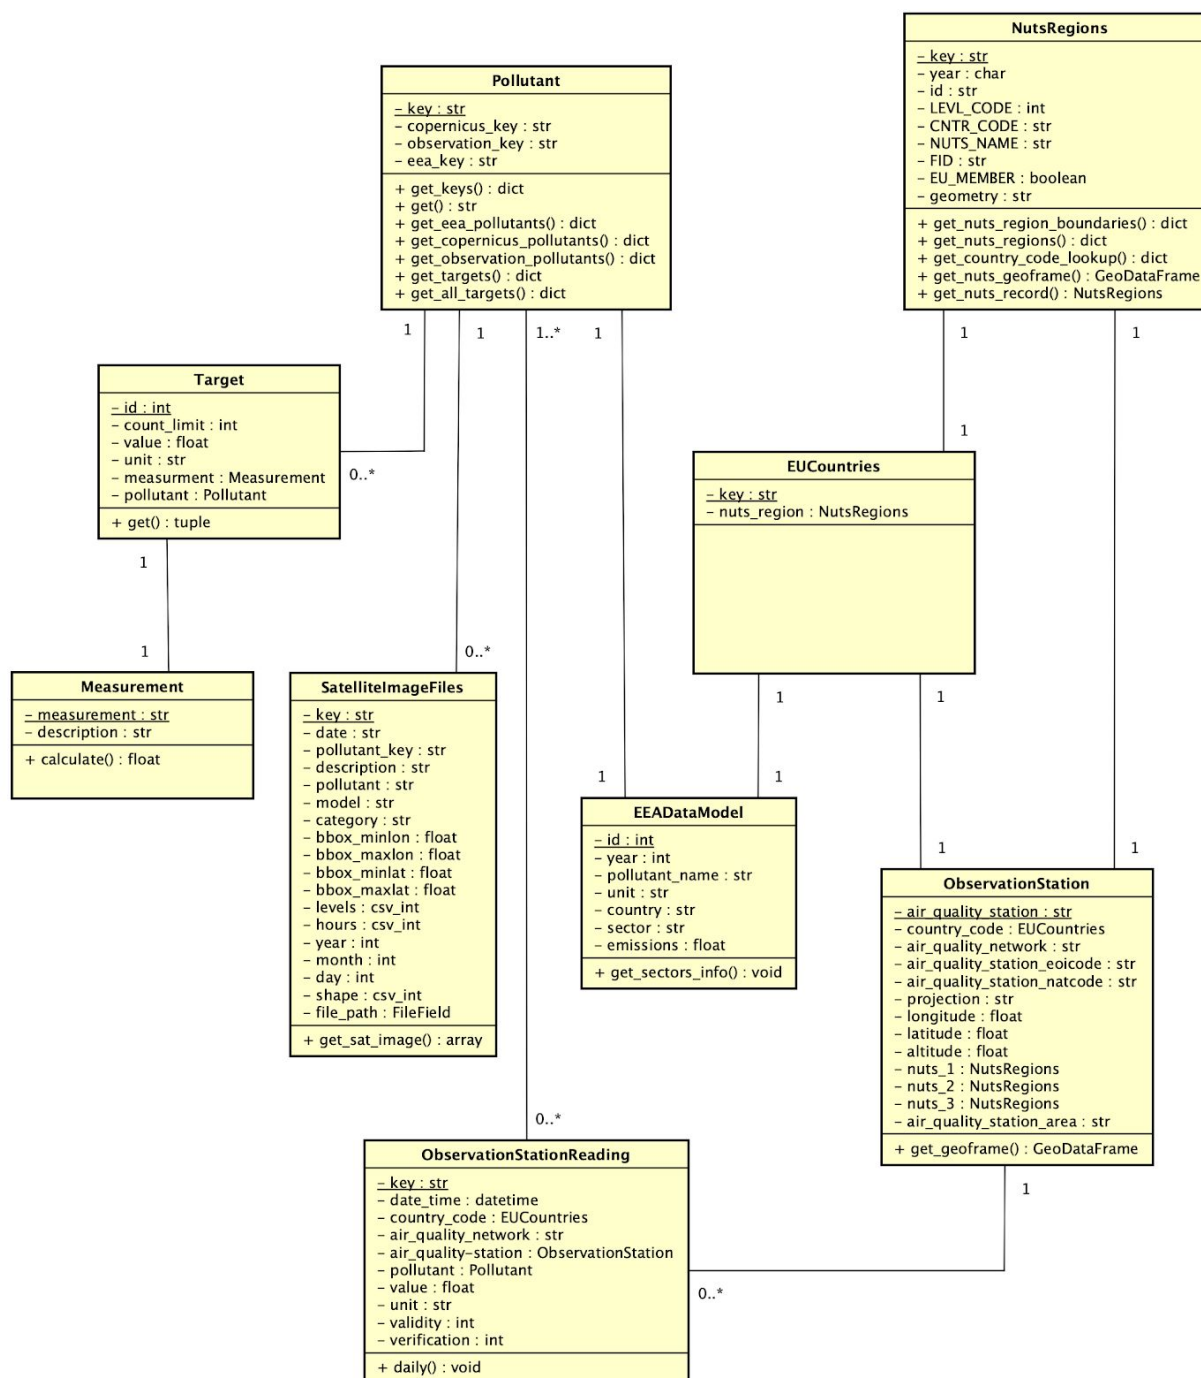 NutsRegions
– key : str
– year : char
– id : str
– LEVL_CODE : int
– CNTR_CODE : str
– NUTS_NAME : str
– FID : str
– EU_MEMBER : boolean
– geometry : str
+ get_nuts_region_boundaries() : dict
+ get_nuts_regions() : dict
+ get_country_code_lookup() : dict
+ get_nuts_geoframe() : GeoDataFrame
+ get_nuts_record() : NutsRegions
Pollutant
– key : str
– copernicus_key : str
– observation_key : str
– eea_key : str
+ get_keys() : dict
+ get() : str
+ get_eea_pollutants() : dict
+ get_copernicus_pollutants() : dict
+ get_observation_pollutants() : dict
+ get_targets() : dict
+ get_all_targets() : dict
1
1
1..*
1
1
1
Target
– id : int
– count_limit : int
– value : float
– unit : str
– measurment : Measurement
– pollutant : Pollutant
+ get() : tuple
0..*
1
EUCountries
– key : str
– nuts_region : NutsRegions
1
1
0..*
1
1
Measurement
– measurement : str
– description : str
+ calculate() : float
SatelliteImageFiles
– key : str
– date : str
– pollutant_key : str
– description : str
– pollutant : str
– model : str
– category : str
– bbox_minlon : float
– bbox_maxlon : float
– bbox_minlat : float
– bbox_maxlat : float
– levels : csv_int
– hours : csv_int
– year : int
– month : int
– day : int
– shape : csv_int
– file_path : FileField
+ get_sat_image() : array
1
1
EEADataModel
– id : int
– year : int
– pollutant_name : str
– unit : str
– country : str
– sector : str
– emissions : float
+ get_sectors_info() : void
1
1
ObservationStation
– air_quality_station : str
– country_code : EUCountries
– air_quality_network : str
– air_quality_station_eoicode : str
– air_quality_station_natcode : str
– projection : str
– longitude : float
– latitude : float
– altitude : float
– nuts_1 : NutsRegions
– nuts_2 : NutsRegions
– nuts_3 : NutsRegions
– air_quality_station_area : str
+ get_geoframe() : GeoDataFrame
0..*
1
ObservationStationReading
– key : str
– date_time : datetime
– country_code : EUCountries
– air_quality_network : str
– air_quality-station : ObservationStation
– pollutant : Pollutant
– value : float
– unit : str
– validity : int
– verification : int
+ daily() : void
0..*